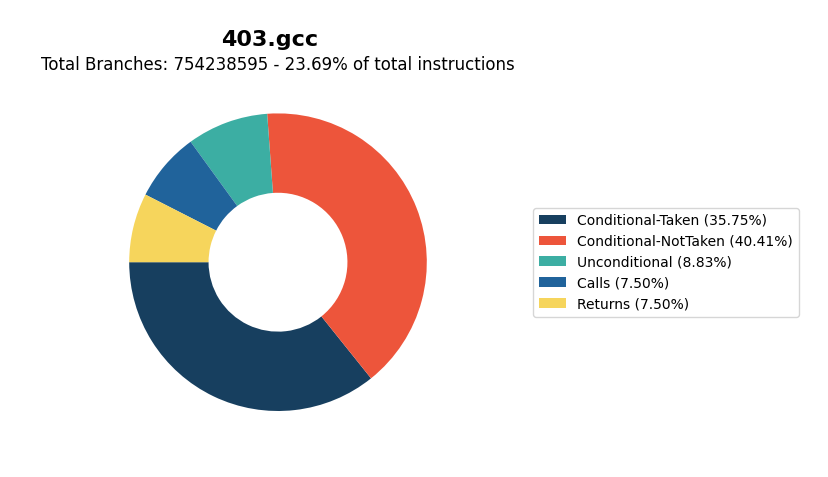 403.gcc
Total Branches: 754238595 - 23.69% of total instructions
Conditional-Taken (35.75%)
Conditional-NotTaken (40.41%)
Unconditional (8.83%)
Calls (7.50%)
Returns (7.50%)